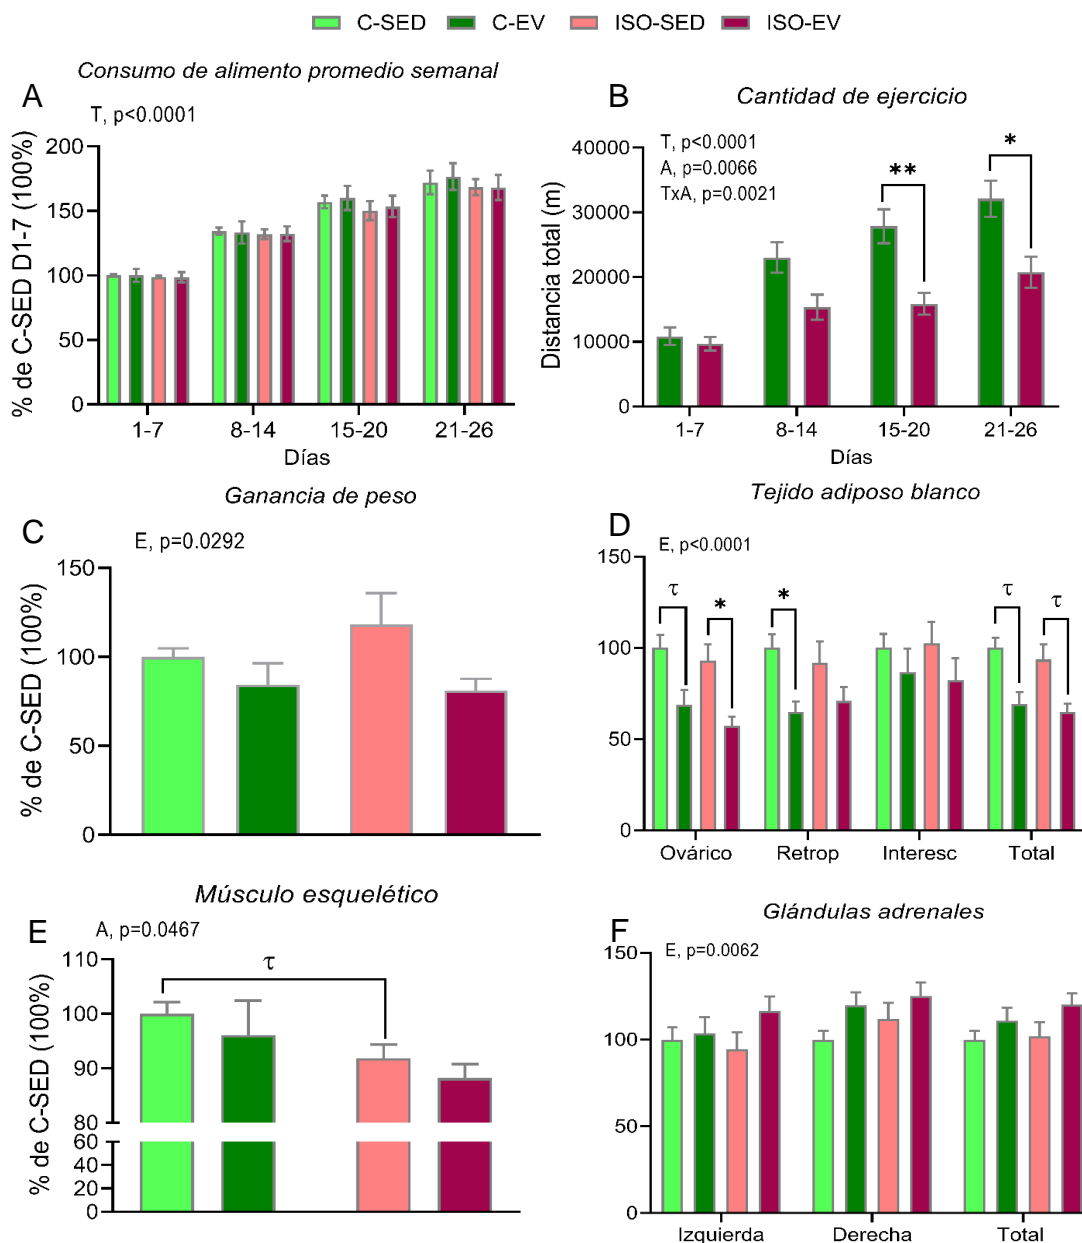 C-SED C-EV ISO-SED ISO-EV
A
Consumo de alimento promedio semanal
T, p<0.0001
% de C-SED D1-7 (100%)
200
150
100
50
0
1-7 8-14 15-20 21-26
Días
B
Cantidad de ejercicio
T, p<0.0001
A, p=0.0066
TxA, p=0.0021
** *
Distancia total (m)
40000
30000
20000
10000
0
1-7 8-14 15-20 21-26
Días
C
Ganancia de peso
E, p=0.0292
% de C-SED (100%)
150
100
50
0
D
Tejido adiposo blanco
E, p<0.0001
τ * * τ τ
150
100
50
0
Ovárico Retrop Interesc Total
E
Músculo esquelético
A, p=0.0467
τ
% de C-SED (100%)
110
100
90
80
60
40
20
0
F
Glándulas adrenales
E, p=0.0062
150
100
50
0
Izquierda Derecha Total